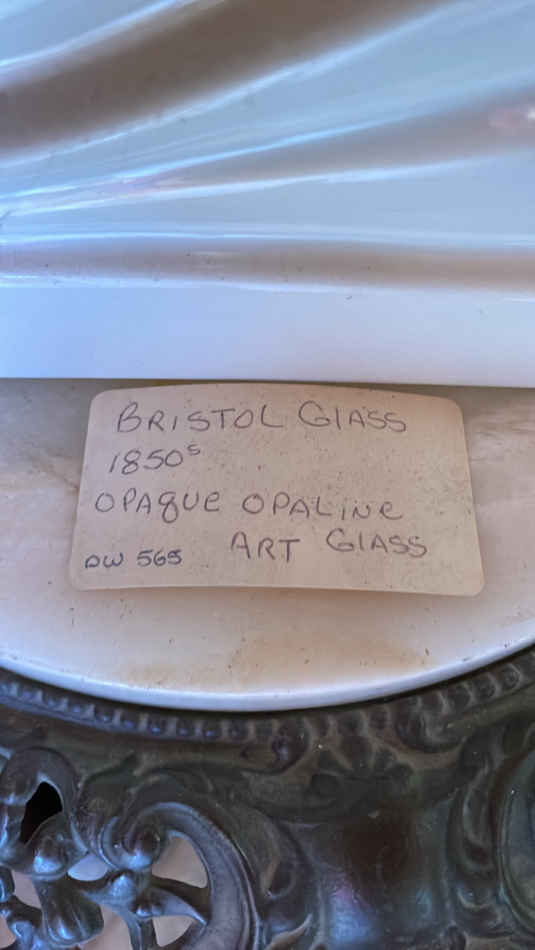 BRISTOL GlASS
1850s
OPAQUE OPALINE
ART GlASS
DW 565